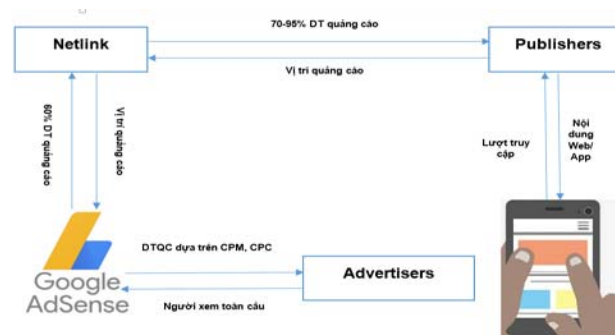 70-95% DT quảng cáo
Netlink
Publishers
Vị trí quảng cáo
60% DT quảng cáo
Vị trí quảng cáo
Lượt truy
cập
Nội
dung
Web/
App
DTQC dựa trên CPM, CPC
Google
AdSense
Advertisers
Người xem toàn cầu